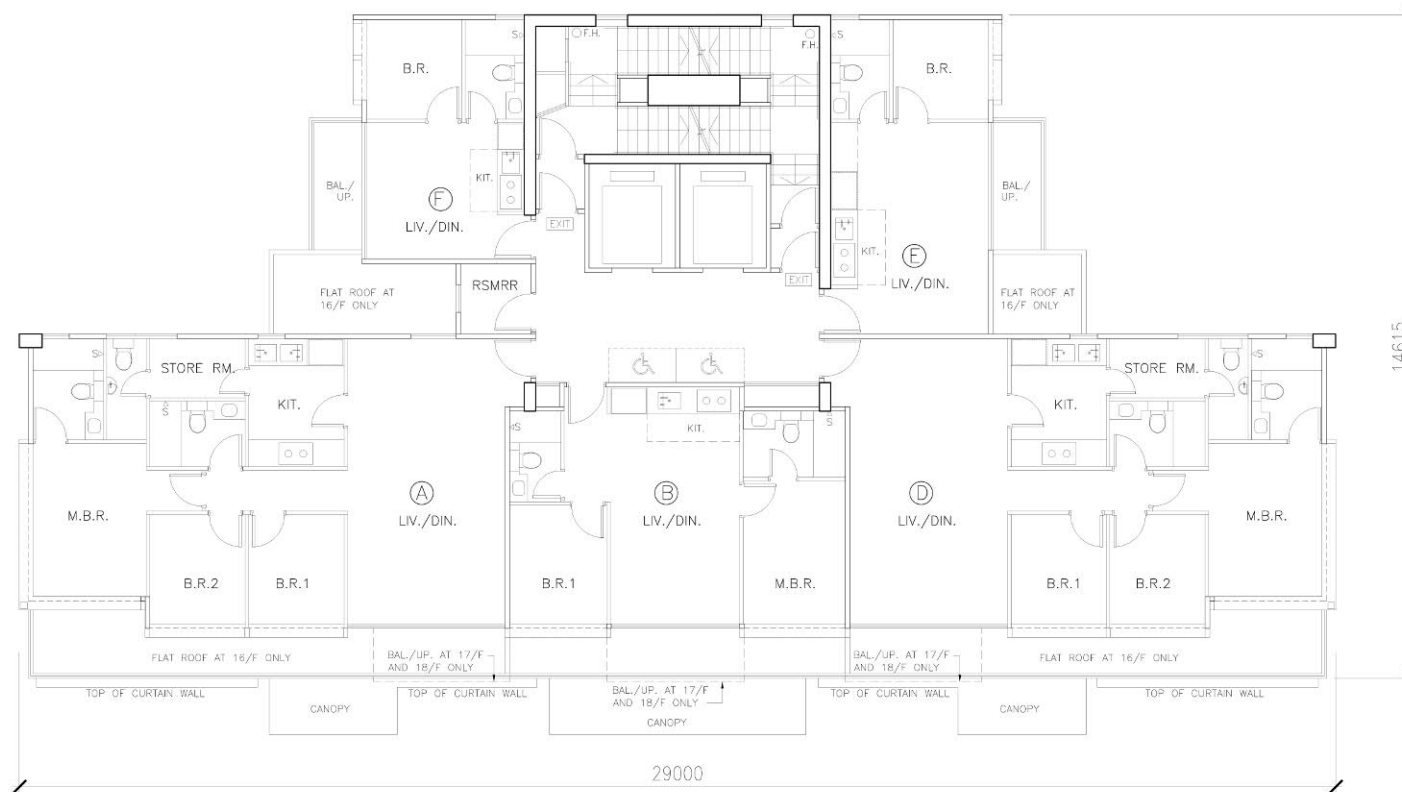 S
F.H.
F.H.
S
B.R.
B.R.
KIT.
BAL./
UP.
F
LIV./DIN.
EXIT
BAL./
UP.
KIT.
E
LIV./DIN.
EXIT
RSMRR
FLAT ROOF AT
16/F ONLY
FLAT ROOF AT
16/F ONLY
14615
S
STORE RM.
STORE RM.
S
KIT.
KIT.
S
S
S
KIT.
A
LIV./DIN.
B
LIV./DIN.
D
LIV./DIN.
M.B.R.
M.B.R.
B.R.2
B.R.1
B.R.1
M.B.R.
B.R.1
B.R.2
FLAT ROOF AT 16/F ONLY
BAL./UP. AT 17/F
AND 18/F ONLY
BAL./UP. AT 17/F
AND 18/F ONLY
FLAT ROOF AT 16/F ONLY
TOP OF CURTAIN WALL
TOP OF CURTAIN WALL
BAL./UP. AT 17/F
AND 18/F ONLY
TOP OF CURTAIN WALL
TOP OF CURTAIN WALL
CANOPY
CANOPY
CANOPY
29000